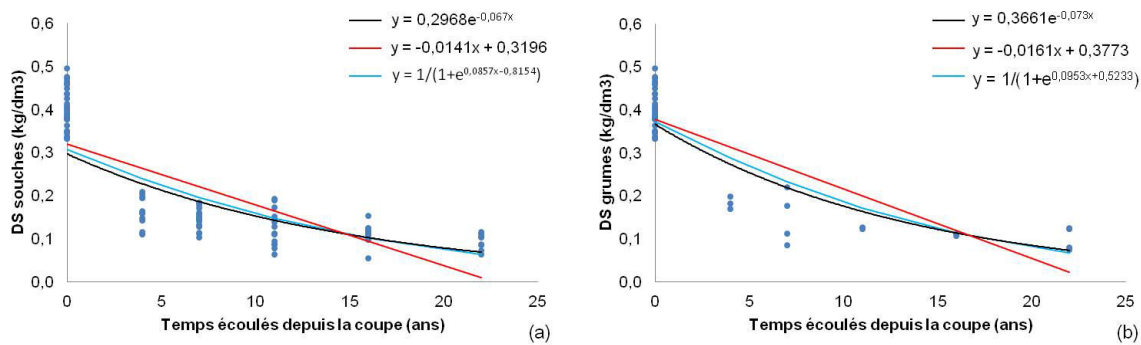 y = 0,2968e^-0,067x
y = -0,0141x + 0,3196
y = 1/(1+e^0,0857x-0,8154)
DS souches (kg/dm3)
0,6
0,5
0,4
0,3
0,2
0,1
0,0
0 5 10 15 20 25
Temps écoulés depuis la coupe (ans)
(a)
y = 0,3661e^-0,073x
y = -0,0161x + 0,3773
y = 1/(1+e^0,0953x+0,5233)
DS grumes (kg/dm3)
0,6
0,5
0,4
0,3
0,2
0,1
0,0
0 5 10 15 20 25
Temps écoulés depuis la coupe (ans)
(b)